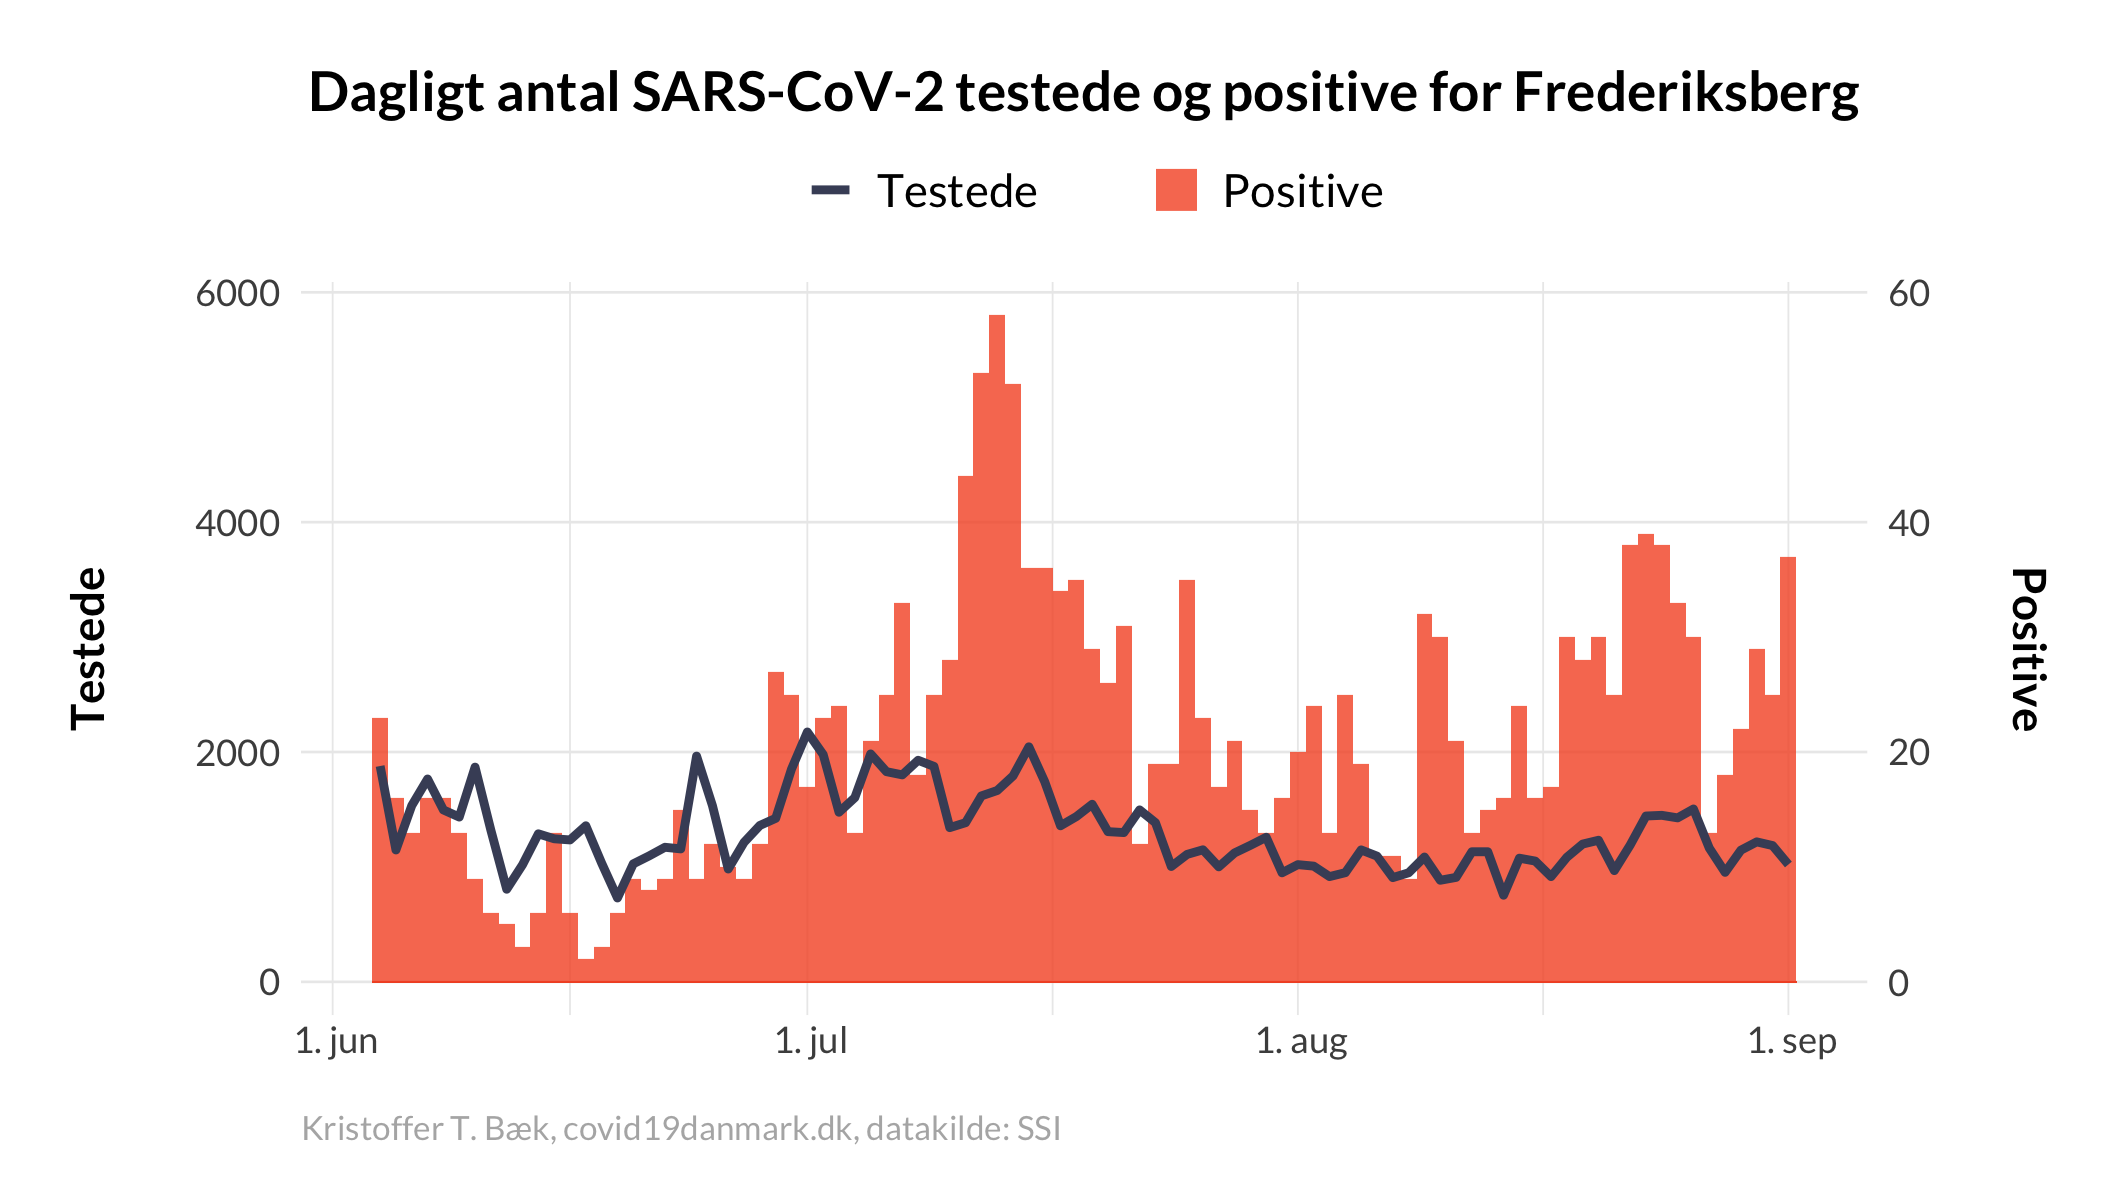 Dagligt antal SARS-CoV-2 testede og positive for Frederiksberg
Testede
Positive
6000
4000
2000
0
Testede
60
40
20
0
Positive
1. jun
1. jul
1. aug
1. sep
Kristoffer T. Bæk, covid19danmark.dk, datakilde: SSI